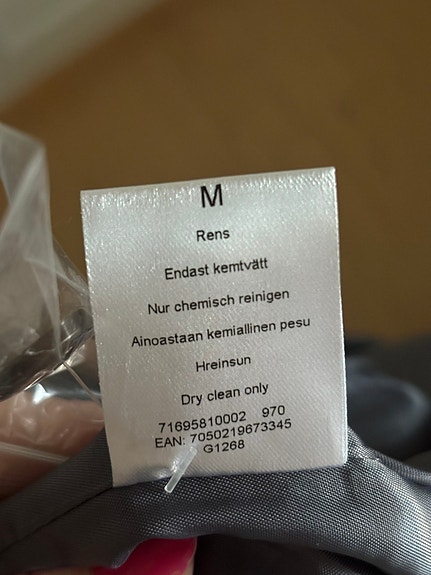 M
Rens
Endast kemtvätt
Nur chemisch reinigen
Ainoastaan kemiallinen pesu
Hreinsun
Dry clean only
71695810002 970
EAN: 7050219673345
G1268